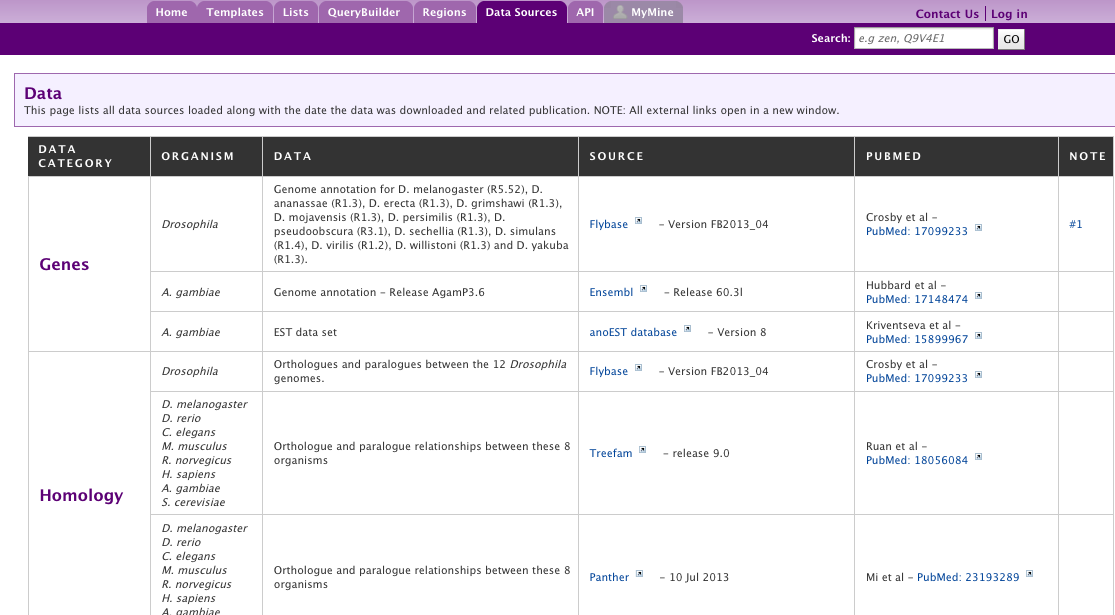 Home Templates Lists QueryBuilder Regions Data Sources API MyMine Contact Us Log in
Search: e.g zen, Q9V4E1 GO
Data
This page lists all data sources loaded along with the date the data was downloaded and related publication. NOTE: All external links open in a new window.
DATA
CATEGORY
ORGANISM
DATA
SOURCE
PUBMED
NOTE
Genes
Drosophila
Genome annotation for D. melanogaster (R5.52), D.
ananassae (R1.3), D. erecta (R1.3), D. grimshawi (R1.3),
D. mojavensis (R1.3), D. persimilis (R1.3), D.
pseudoobscura (R3.1), D. sechellia (R1.3), D. simulans
(R1.4), D. virilis (R1.2), D. willistoni (R1.3) and D. yakuba
(R1.3).
Flybase – Version FB2013_04
Crosby et al –
PubMed: 17099233
#1
A. gambiae
Genome annotation – Release AgamP3.6
Ensembl – Release 60.3l
Hubbard et al –
PubMed: 17148474
A. gambiae
EST data set
anoEST database – Version 8
Kriventseva et al –
PubMed: 15899967
Homology
Drosophila
Orthologues and paralogues between the 12 Drosophila
genomes.
Flybase – Version FB2013_04
Crosby et al –
PubMed: 17099233
D. melanogaster
D. rerio
C. elegans
M. musculus
R. norvegicus
H. sapiens
A. gambiae
S. cerevisiae
Orthologue and paralogue relationships between these 8
organisms
Treefam – release 9.0
Ruan et al –
PubMed: 18056084
D. melanogaster
D. rerio
C. elegans
M. musculus
R. norvegicus
H. sapiens
A. gambiae
Orthologue and paralogue relationships between these 8
organisms
Panther – 10 Jul 2013
Mi et al – PubMed: 23193289